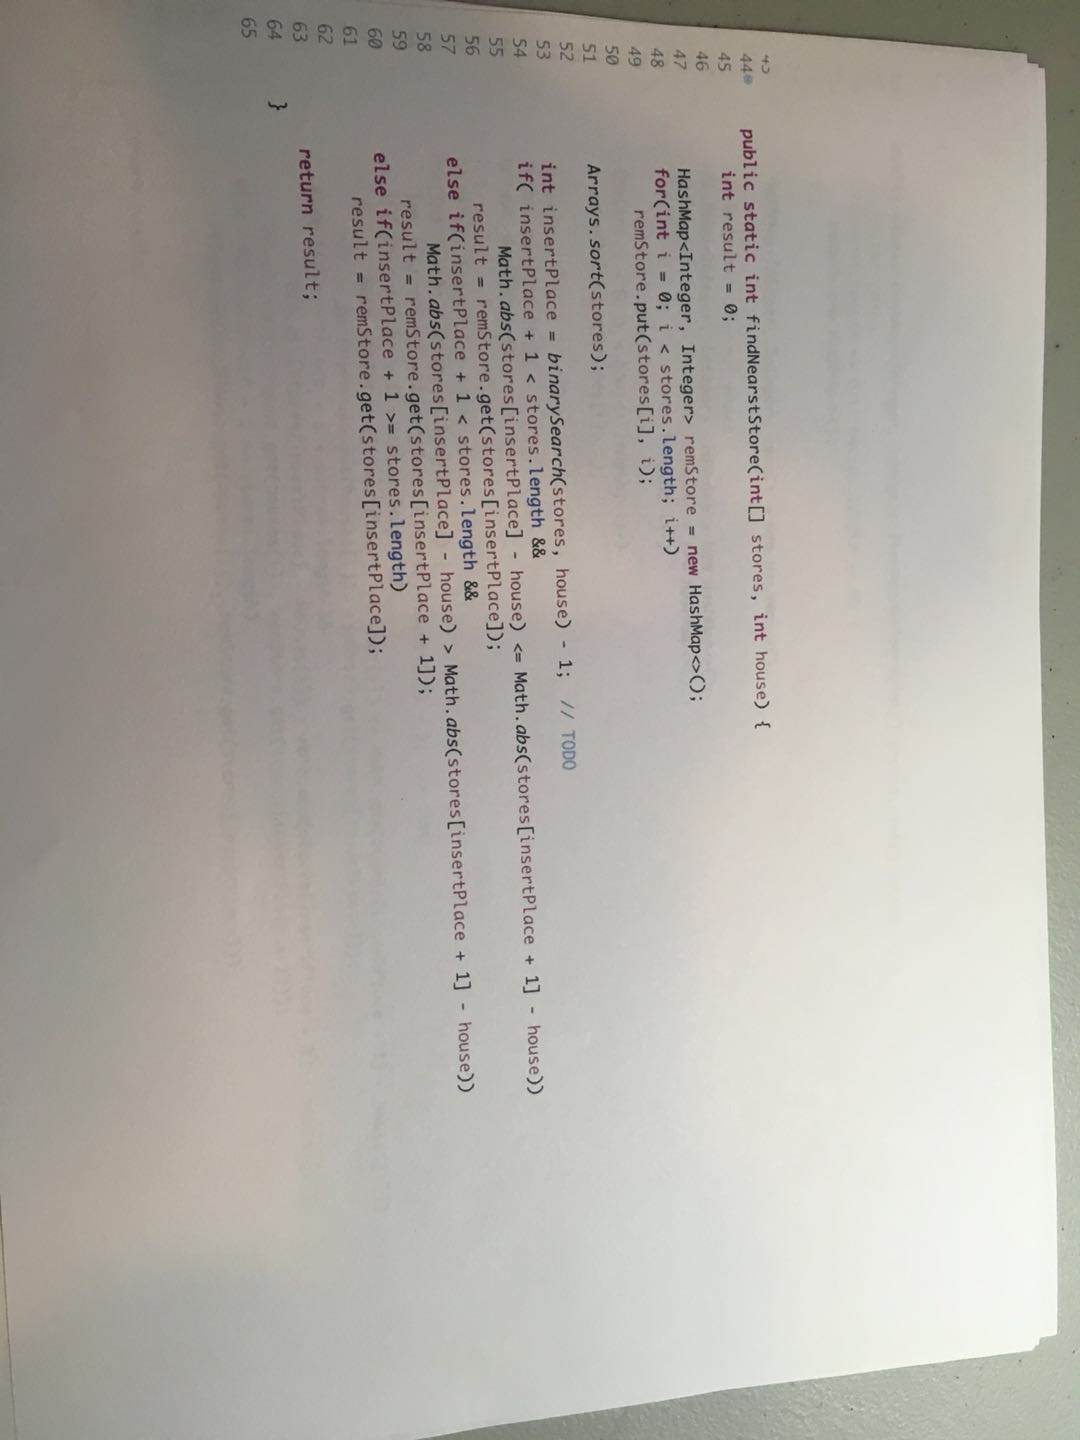 43
44 public static int findNearstStore(int[] stores, int house) {
45 int result = 0;
46
47 HashMap<Integer, Integer> remStore = new HashMap<>();
48 for(int i = 0; i < stores.length; i++)
49 remStore.put(stores[i], i);
50
51 Arrays.sort(stores);
52
53 int insertPlace = binarySearch(stores, house) - 1; // TODO
54 if( insertPlace + 1 < stores.length &&
55 Math.abs(stores[insertPlace] - house) <= Math.abs(stores[insertPlace + 1] - house))
56 result = remStore.get(stores[insertPlace]);
57 else if(insertPlace + 1 < stores.length &&
58 Math.abs(stores[insertPlace] - house) > Math.abs(stores[insertPlace + 1] - house))
59 result = remStore.get(stores[insertPlace + 1]);
60 else if(insertPlace + 1 >= stores.length)
61 result = remStore.get(stores[insertPlace]);
62
63 return result;
64 }
65